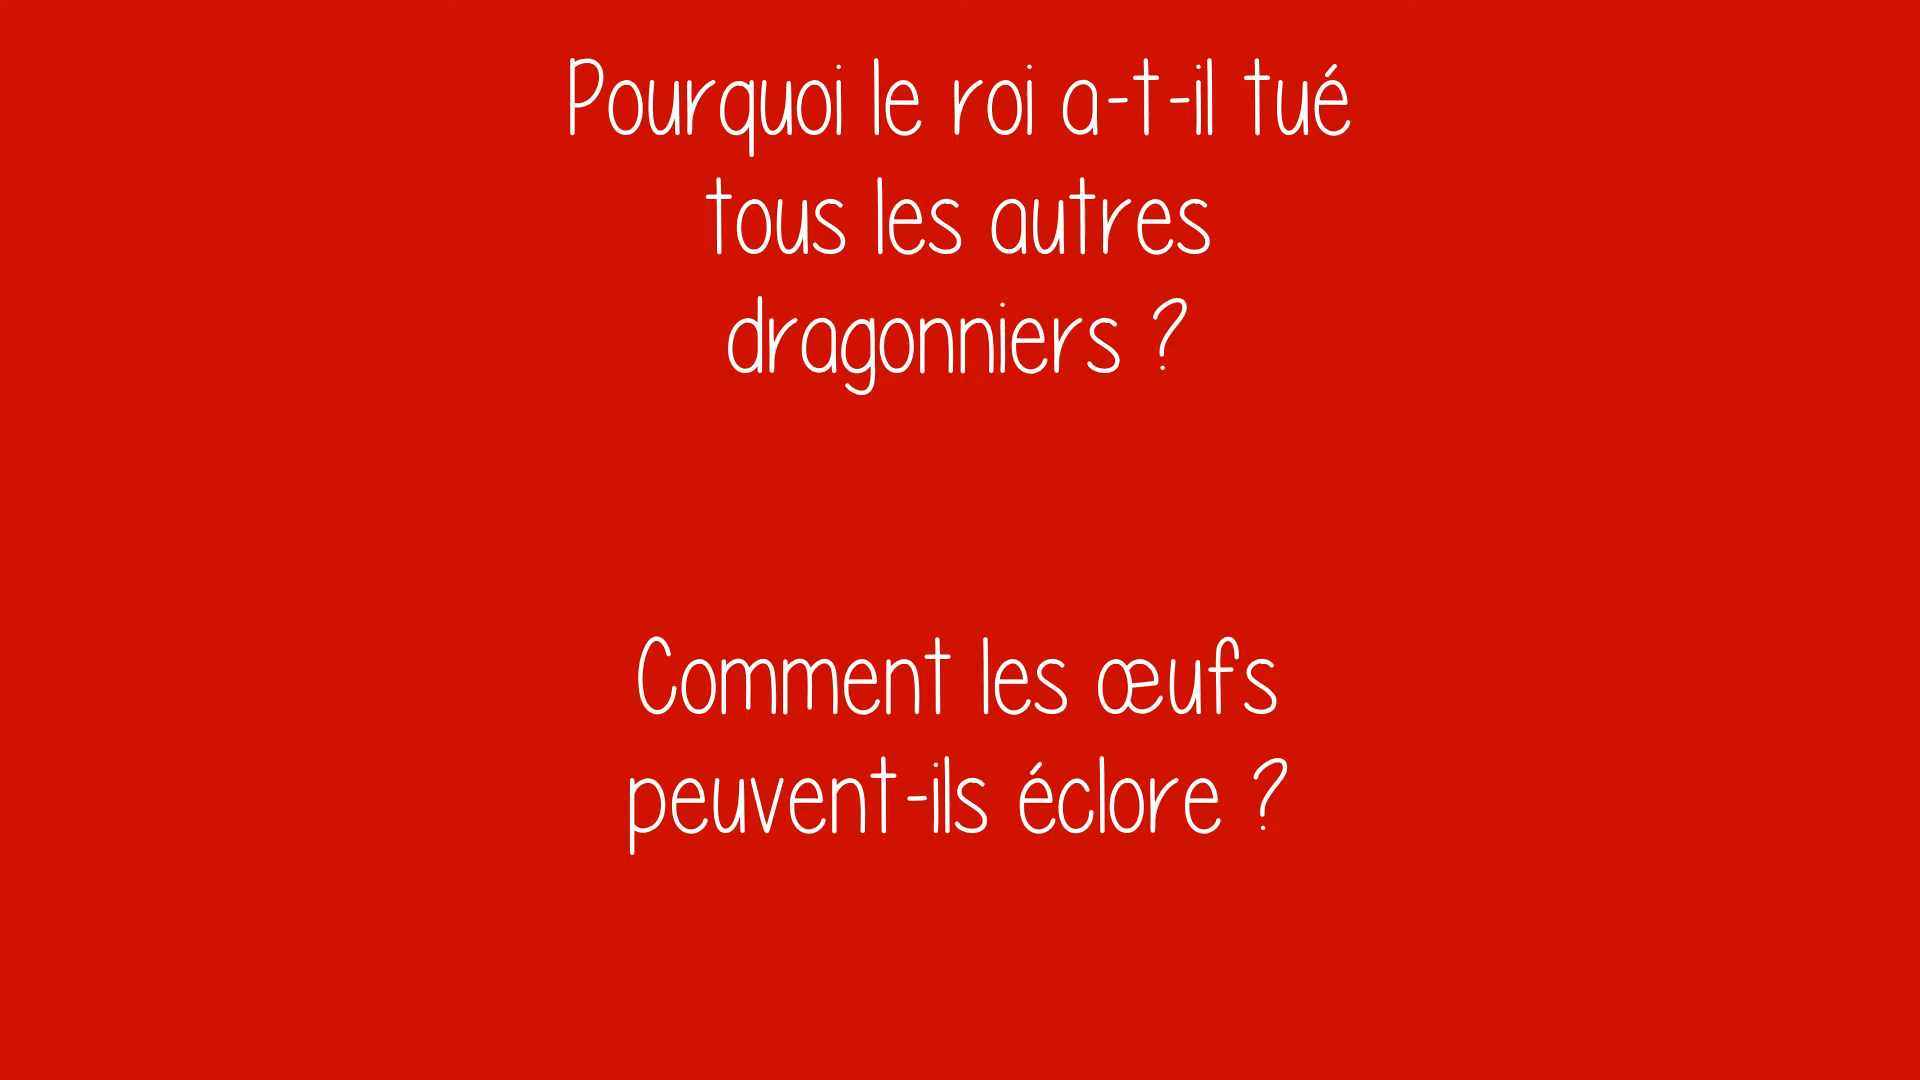 Pourquoi le roi a-t-il tué
tous les autres
dragonniers ?
Comment les œufs
peuvent-ils éclore ?